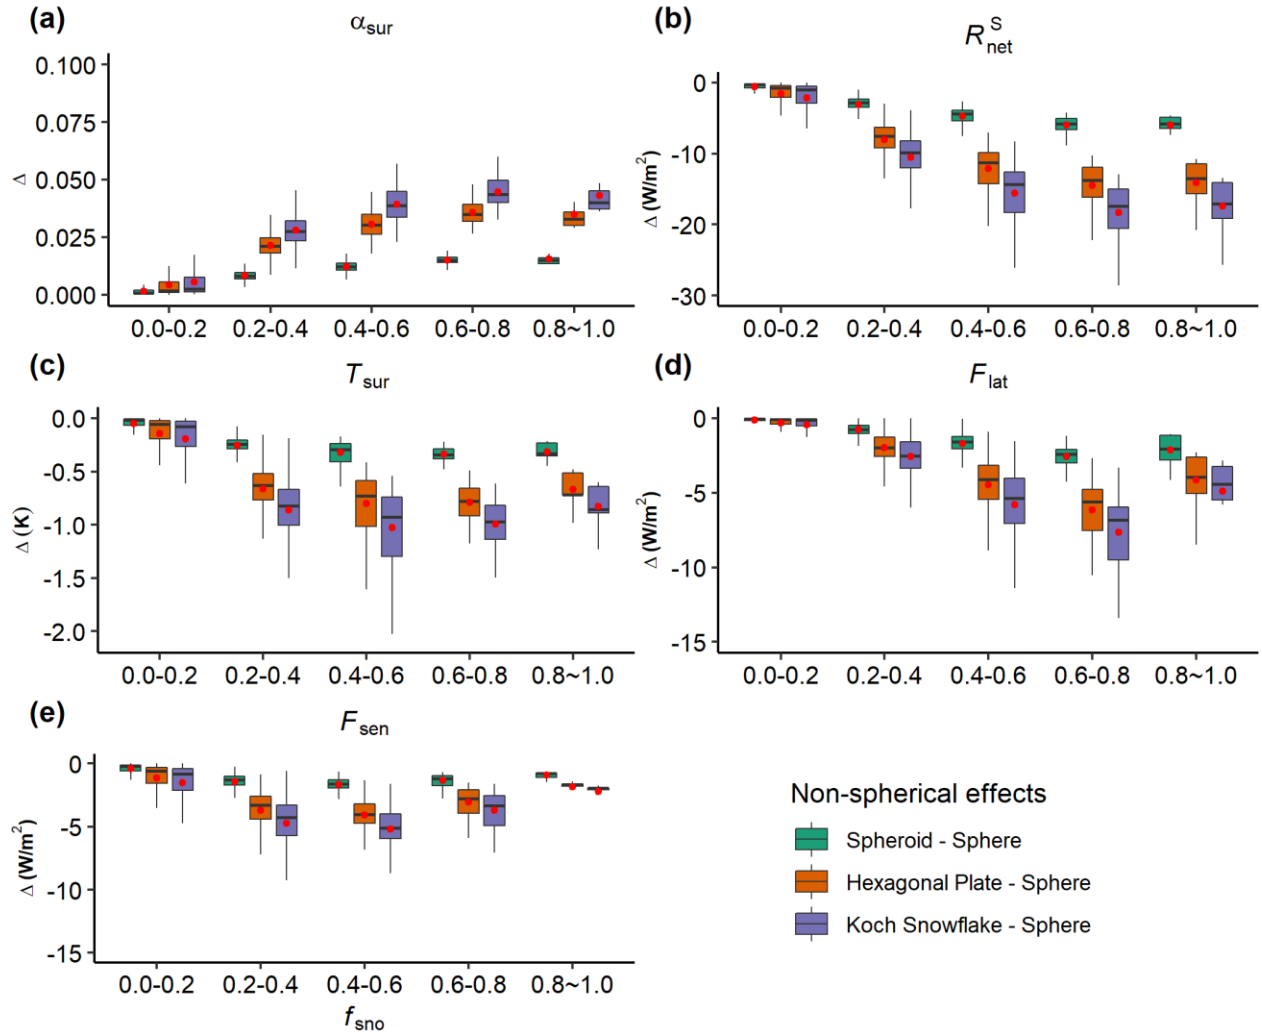 (a)
αsur
0.100
0.075
0.050
0.025
0.000
Δ
0.0-0.2 0.2-0.4 0.4-0.6 0.6-0.8 0.8~1.0
(b)
R S net
0
-10
-20
-30
Δ (W/m²)
0.0-0.2 0.2-0.4 0.4-0.6 0.6-0.8 0.8~1.0
(c)
Tsur
0.0
-0.5
-1.0
-1.5
-2.0
Δ (K)
0.0-0.2 0.2-0.4 0.4-0.6 0.6-0.8 0.8~1.0
(d)
Flat
0
-5
-10
-15
Δ (W/m²)
0.0-0.2 0.2-0.4 0.4-0.6 0.6-0.8 0.8~1.0
(e)
Fsen
0
-5
-10
-15
Δ (W/m²)
0.0-0.2 0.2-0.4 0.4-0.6 0.6-0.8 0.8~1.0
fsno
Non-spherical effects
Spheroid - Sphere
Hexagonal Plate - Sphere
Koch Snowflake - Sphere